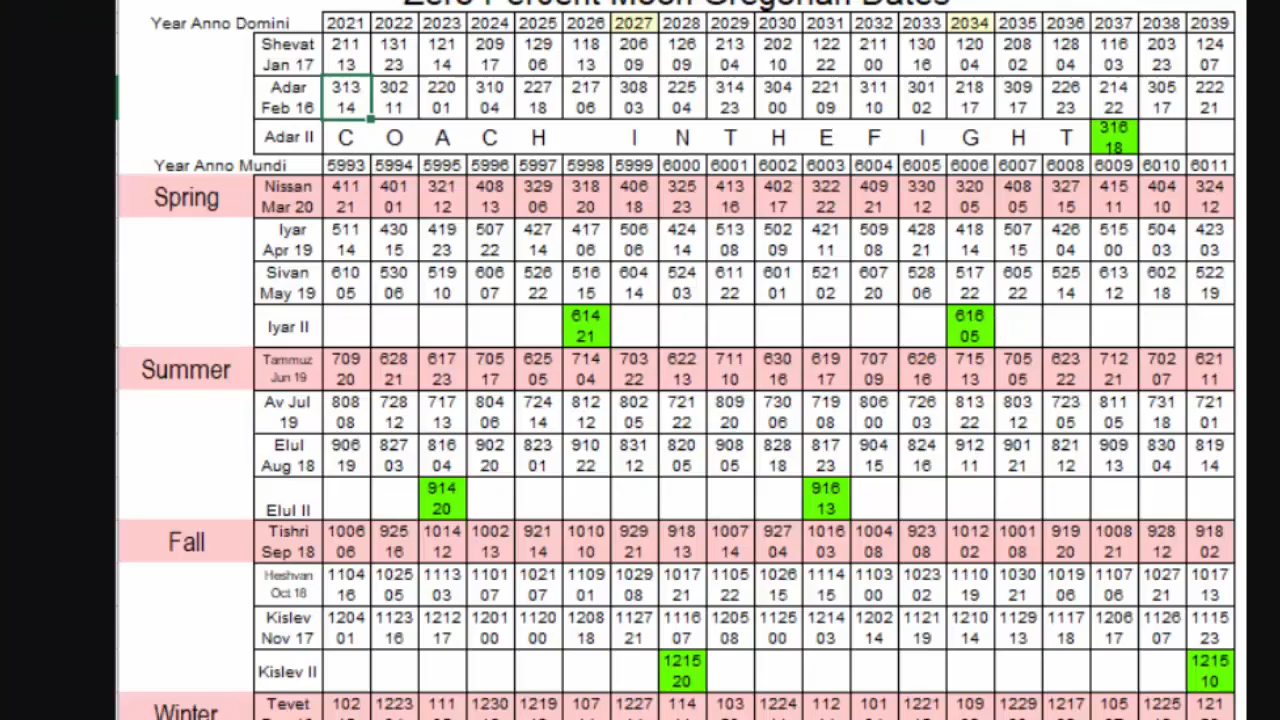 Zero Percent Moon Gregorian Dates
Year Anno Domini 2021 2022 2023 2024 2025 2026 2027 2028 2029 2030 2031 2032 2033 2034 2035 2036 2037 2038 2039
Shevat 211 131 121 209 129 118 206 126 213 202 122 211 130 120 208 128 116 203 124
Jan 17 13 23 14 17 06 13 09 09 04 10 22 00 16 04 02 04 03 23 07
Adar 313 302 220 310 227 217 308 225 314 304 221 311 301 218 309 226 214 305 222
Feb 16 14 11 01 04 18 06 03 04 23 00 09 10 02 17 17 23 22 17 21
Adar II C O A C H I N T H E F I G H T 316
18
Year Anno Mundi 5993 5994 5995 5996 5997 5998 5999 6000 6001 6002 6003 6004 6005 6006 6007 6008 6009 6010 6011
Spring
Nissan 411 401 321 408 329 318 406 325 413 402 322 409 330 320 408 327 415 404 324
Mar 20 21 01 12 13 06 20 18 23 16 17 22 21 12 05 05 15 11 10 12
Iyar 511 430 419 507 427 417 506 424 513 502 421 509 428 418 507 426 515 504 423
Apr 19 14 15 23 22 14 06 06 14 08 09 11 08 21 14 15 04 00 03 03
Sivan 610 530 519 606 526 516 604 524 611 601 521 607 528 517 605 525 613 602 522
May 19 05 06 10 07 22 15 14 03 22 01 02 20 06 22 22 14 12 18 19
Iyar II 614 616
21 05
Summer
Tammuz 709 628 617 705 625 714 703 622 711 630 619 707 626 715 705 623 712 702 621
Jun 19 20 21 23 17 05 04 22 13 10 16 17 09 16 13 05 22 21 07 11
Av Jul 808 728 717 804 724 812 802 721 809 730 719 806 726 813 803 723 811 731 721
19 08 12 13 06 14 12 05 22 20 06 08 00 03 22 12 05 05 18 01
Elul 906 827 816 902 823 910 831 820 908 828 817 904 824 912 901 821 909 830 819
Aug 18 19 03 04 20 01 22 12 05 05 18 23 15 16 11 21 12 13 04 14
Elul II 914 916
20 13
Fall
Tishri 1006 925 1014 1002 921 1010 929 918 1007 927 1016 1004 923 1012 1001 919 1008 928 918
Sep 18 06 16 12 13 14 10 21 13 14 04 03 08 08 02 08 20 21 12 02
Heshvan 1104 1025 1113 1101 1021 1109 1029 1017 1105 1026 1114 1103 1023 1110 1030 1019 1107 1027 1017
Oct 18 16 05 03 07 07 01 08 21 22 15 15 00 02 19 21 06 06 21 13
Kislev 1204 1123 1212 1201 1120 1208 1127 1116 1205 1125 1214 1202 1121 1210 1129 1117 1206 1126 1115
Nov 17 01 16 17 00 00 18 21 07 08 00 03 14 19 14 13 18 17 07 23
Kislev II 1215 1215
20 10
Winter
Tevet 102 1223 111 1230 1219 107 1227 114 103 1224 112 101 1221 109 1229 1217 105 1225 121